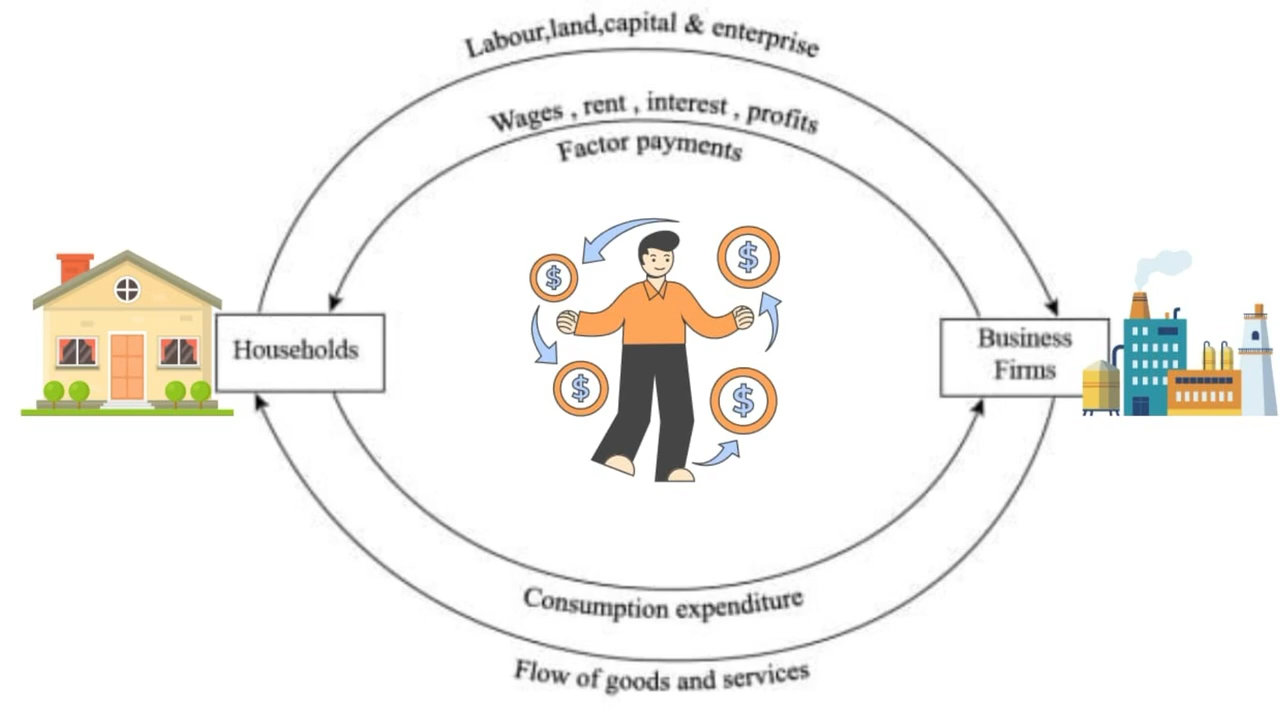 Labour,land,capital & enterprise
Wages , rent , interest , profits
Factor payments
$
$
Households
Business
Firms
$
$
Consumption expenditure
Flow of goods and services